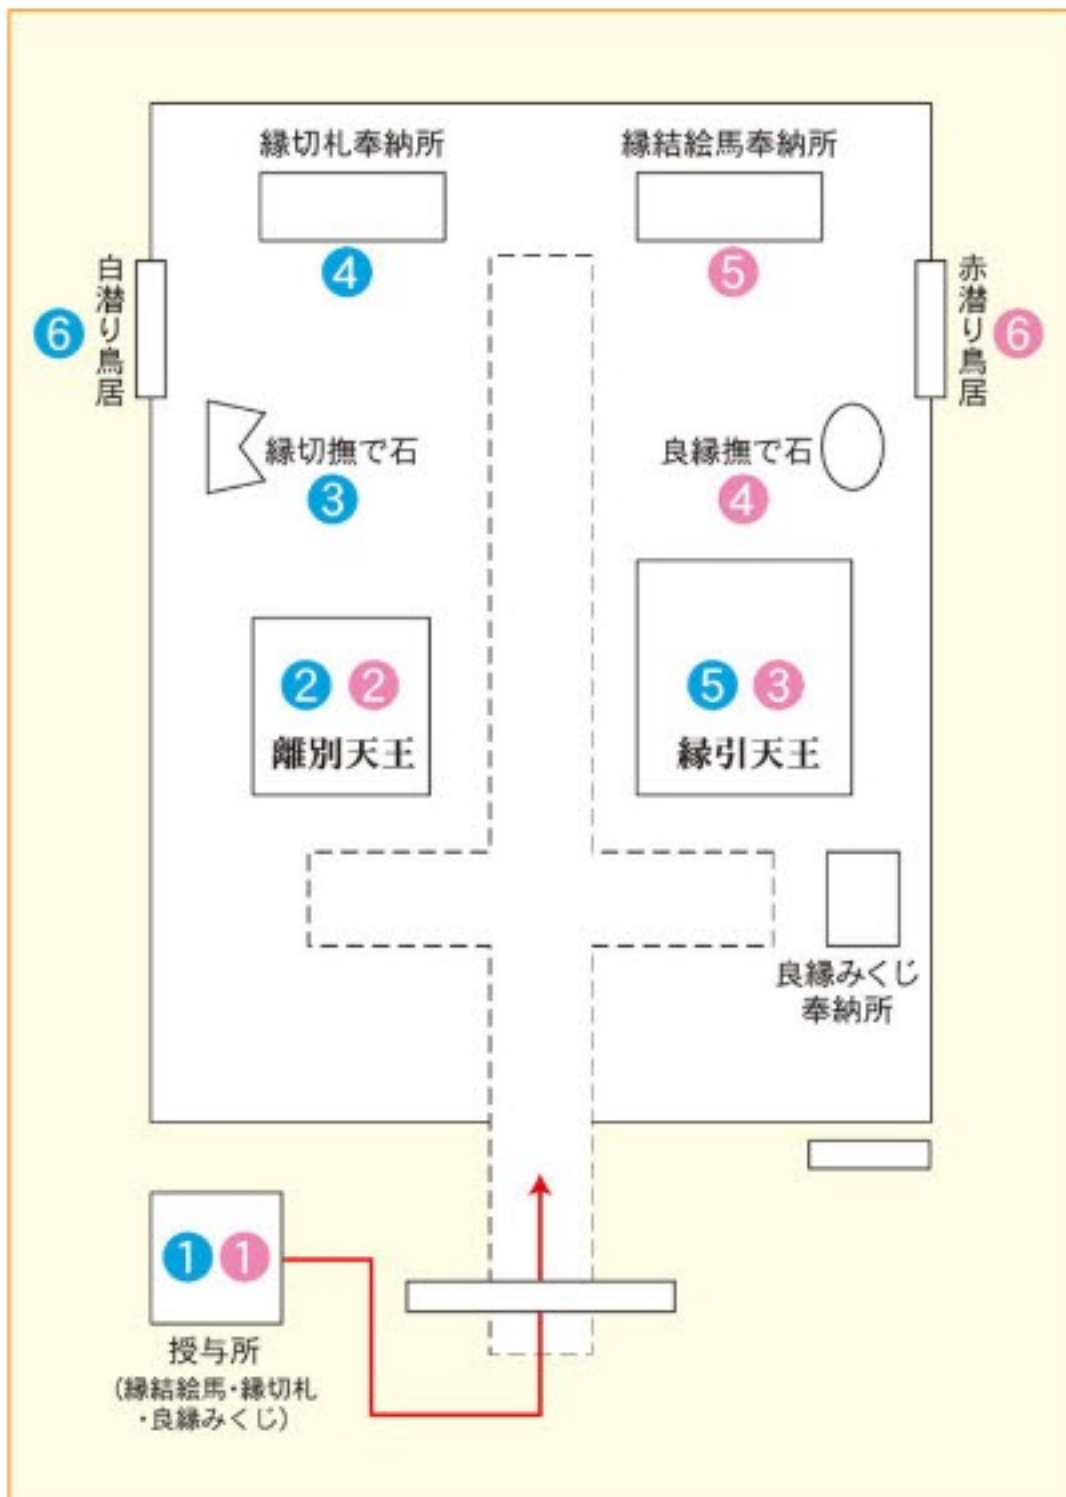 縁切札奉納所
縁結絵馬奉納所
4
5
白潜り鳥居
6
赤潜り鳥居
6
縁切撫で石
3
良縁撫で石
4
2 2
離別天王
5 3
縁引天王
良縁みくじ
奉納所
1 1
授与所
(縁結絵馬・縁切札
・良縁みくじ)